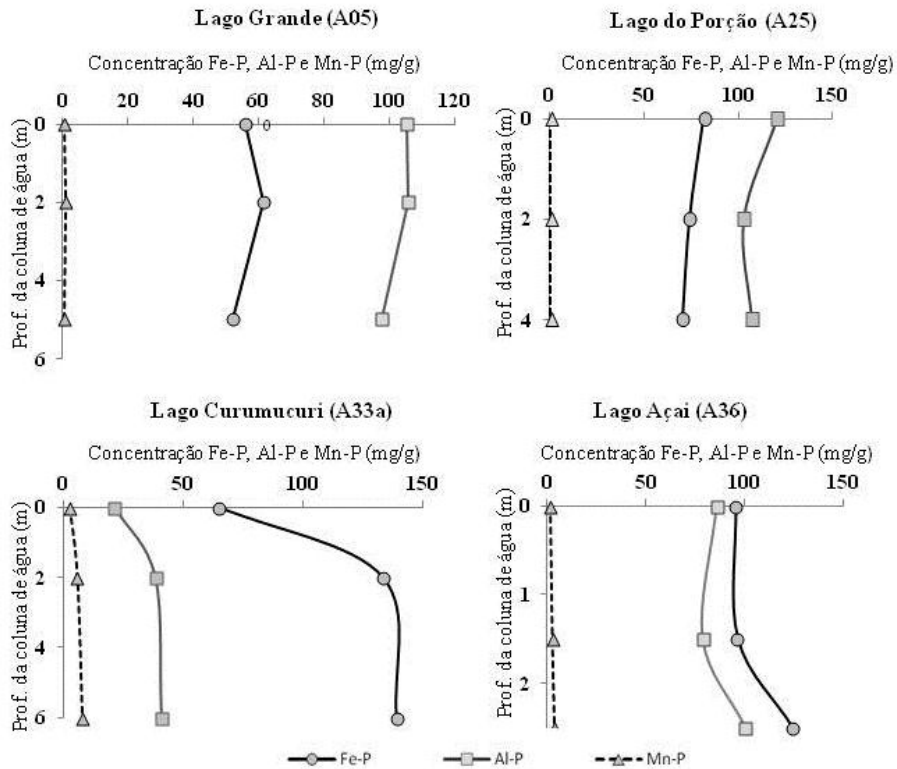 Lago Grande (A05)
Concentração Fe-P, Al-P e Mn-P (mg/g)
0 20 40 60 80 100 120
Prof. da coluna de água (m)
0
0
2
4
6
Lago do Porção (A25)
Concentração Fe-P, Al-P e Mn-P (mg/g)
0 50 100 150
Prof. da coluna de água (m)
0
2
4
Lago Curumucuri (A33a)
Concentração Fe-P, Al-P e Mn-P (mg/g)
0 50 100 150
Prof. da coluna de água (m)
0
2
4
6
Lago Açai (A36)
Concentração Fe-P, Al-P e Mn-P (mg/g)
0 50 100 150
Prof. da coluna de água (m)
0
1
2
Fe-P Al-P Mn-P